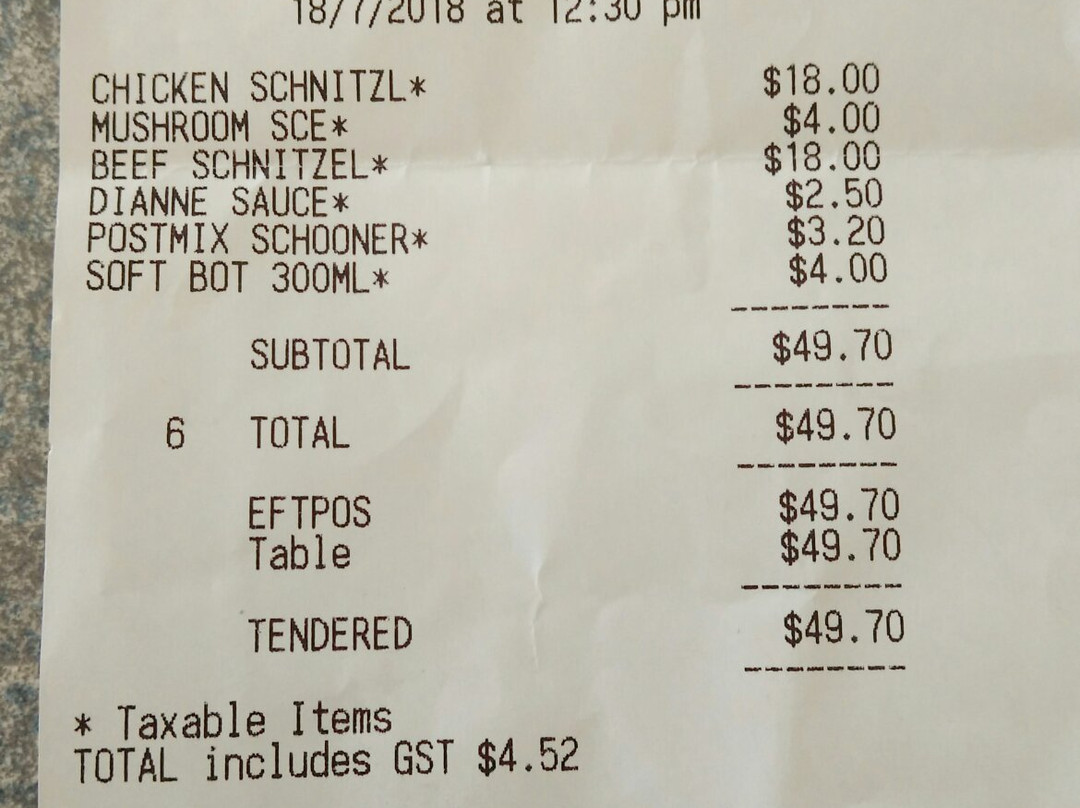 18/7/2018 at 12:30 pm
CHICKEN SCHNITZL* $18.00
MUSHROOM SCE* $4.00
BEEF SCHNITZEL* $18.00
DIANNE SAUCE* $2.50
POSTMIX SCHOONER* $3.20
SOFT BOT 300ML* $4.00
--------
SUBTOTAL $49.70
--------
6 TOTAL $49.70
--------
EFTPOS $49.70
Table $49.70
--------
TENDERED $49.70
--------
* Taxable Items
TOTAL includes GST $4.52